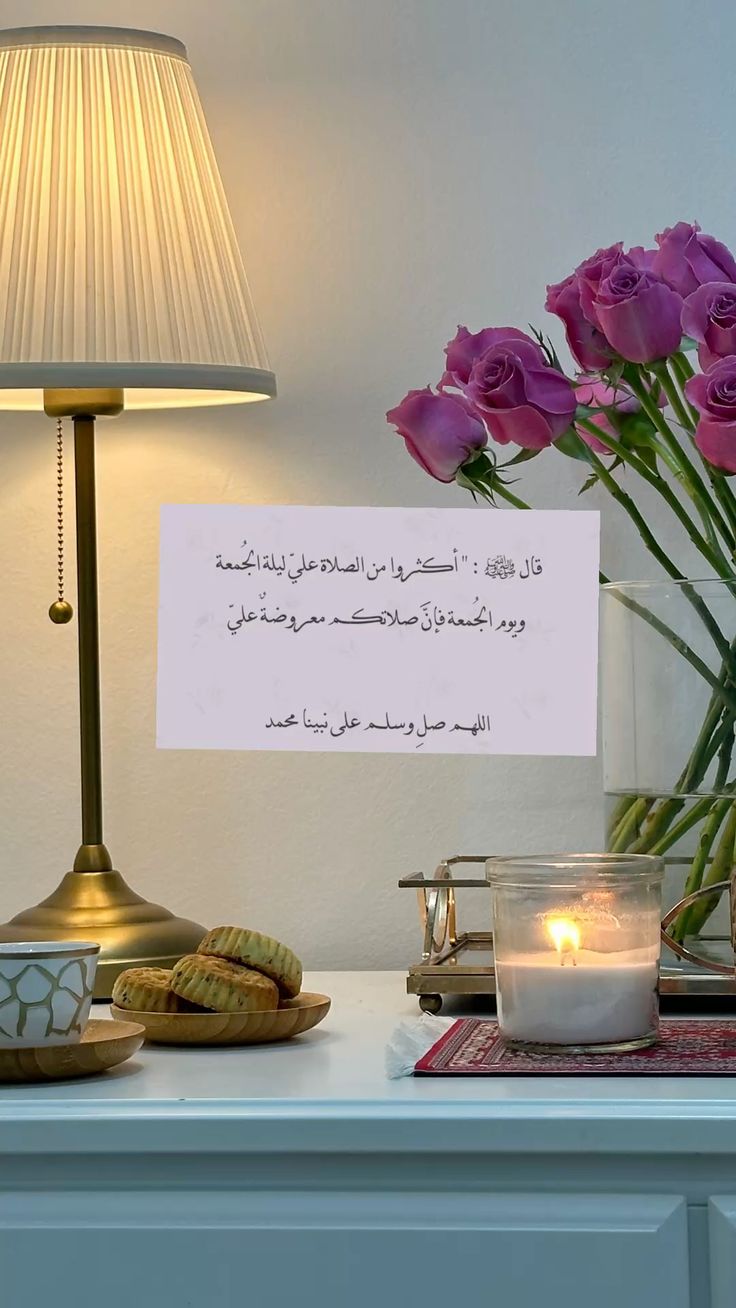 قال ﷺ : " أكثروا من الصلاة عليّ ليلة الجُمعة
ويوم الجُمعة فإنَّ صلاتكم معروضةٌ عليّ
اللهم صلِ وسلم على نبينا محمد